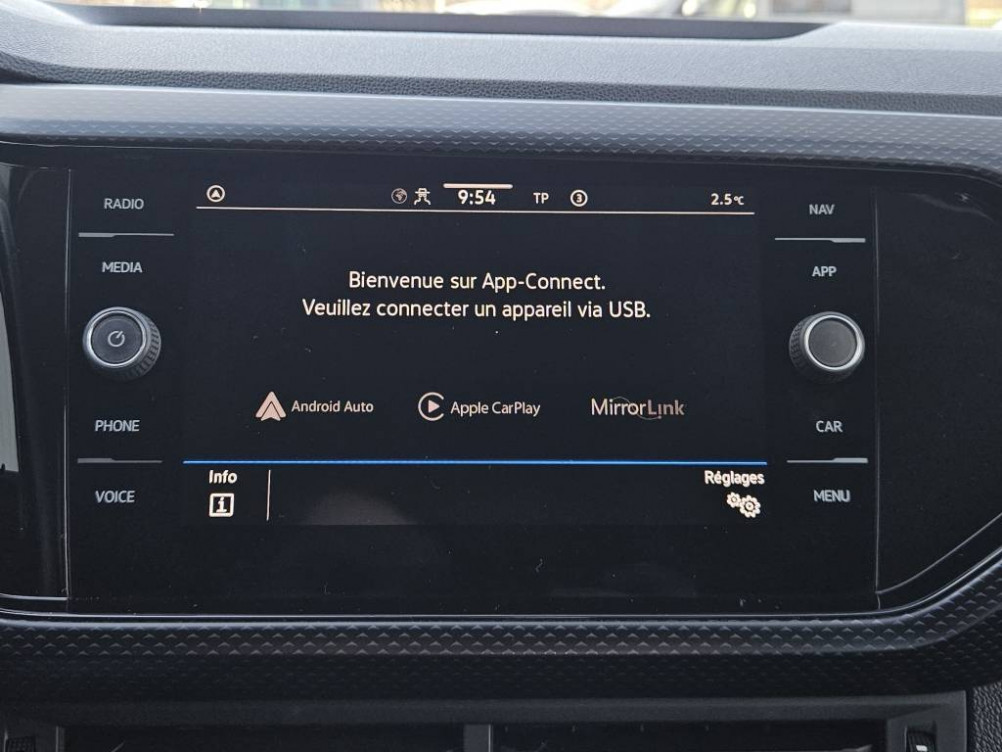 RADIO
MEDIA
PHONE
VOICE
9:54 TP 3 2.5°C
Bienvenue sur App-Connect.
Veuillez connecter un appareil via USB.
Android Auto Apple CarPlay MirrorLink
Info Réglages
i
NAV
APP
CAR
MENU